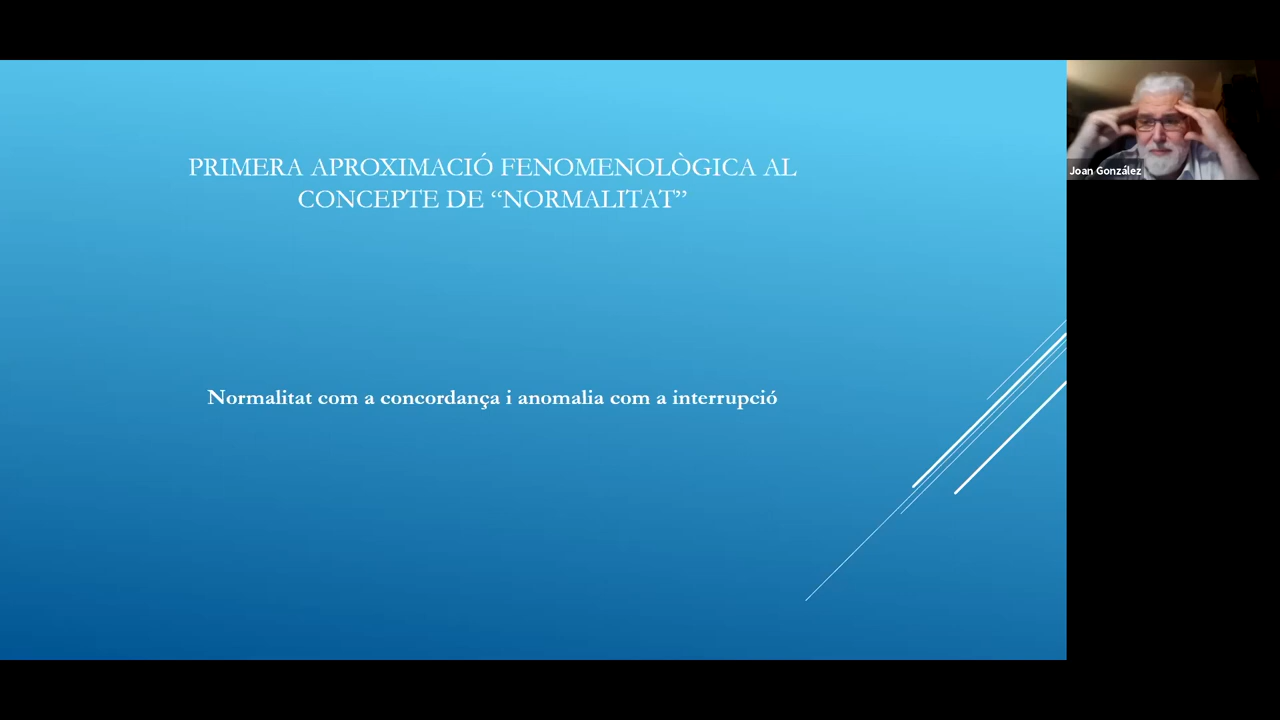 PRIMERA APROXIMACIÓ FENOMENOLÒGICA AL
CONCEPTE DE “NORMALITAT”
Normalitat com a concordança i anomalia com a interrupció
Joan González